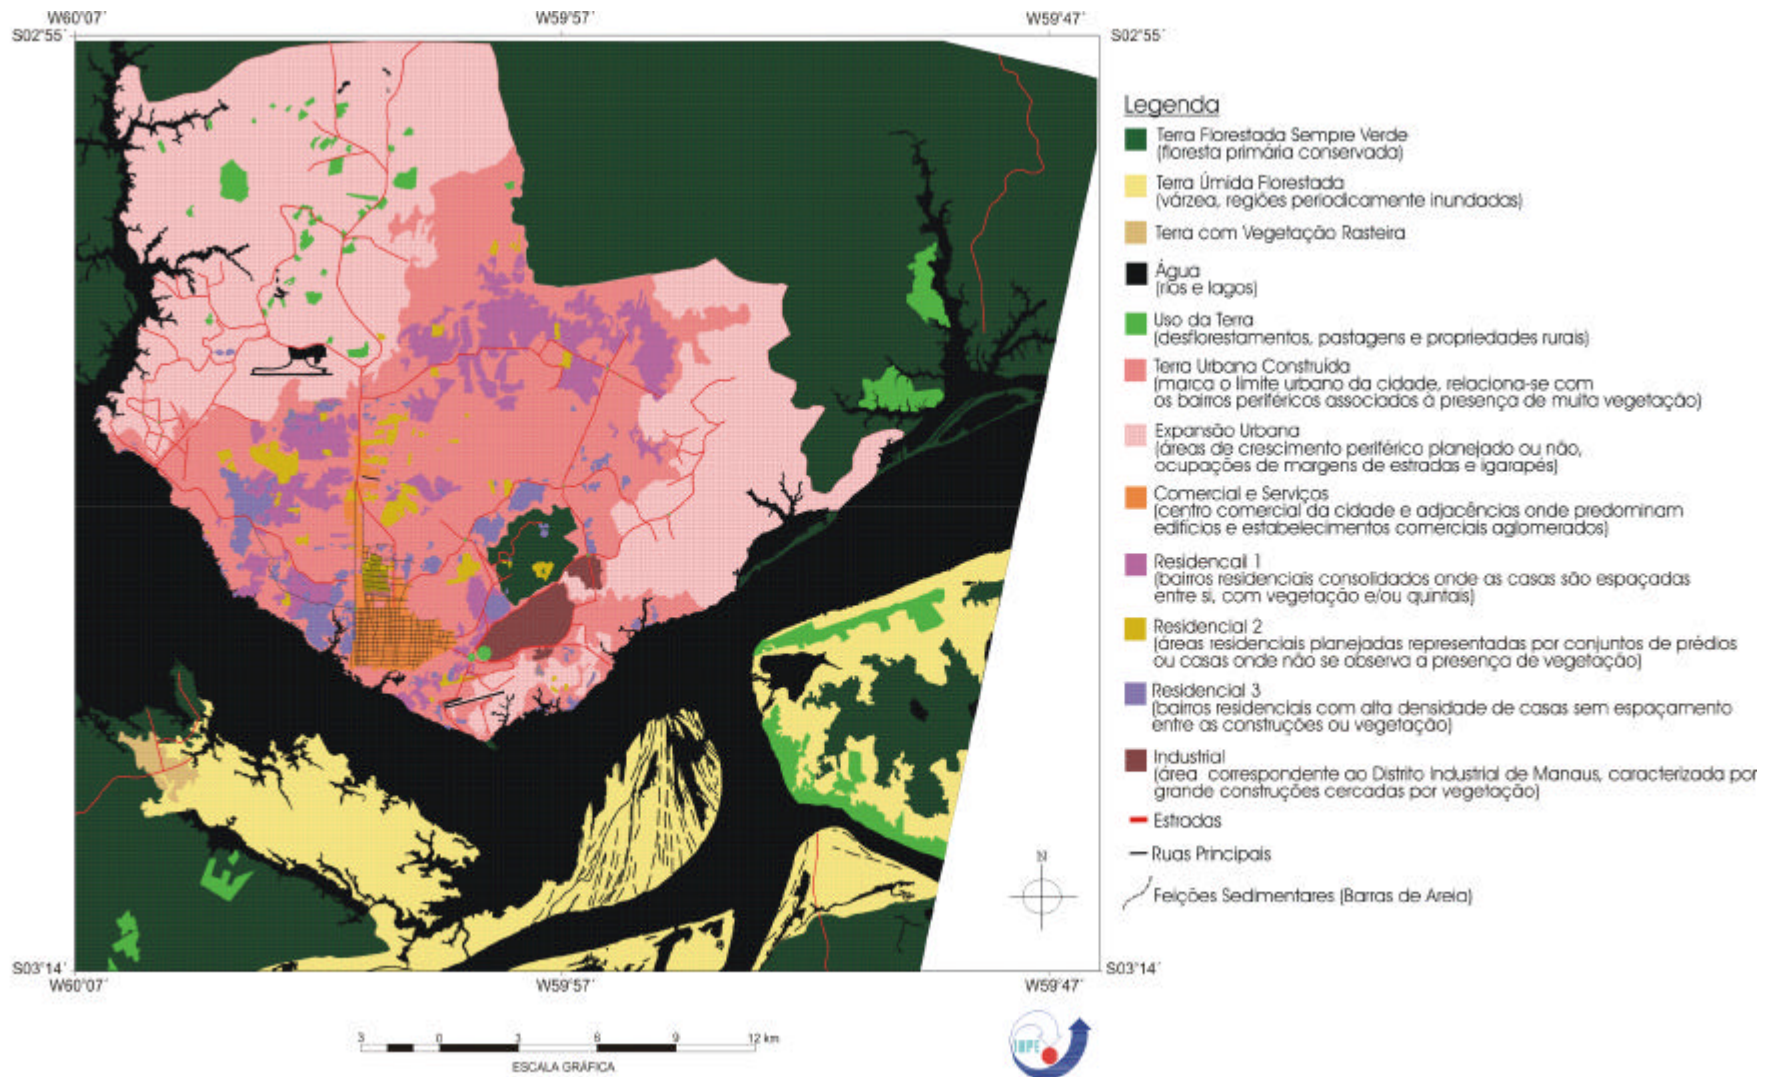 W60°07´ W59°57´ W59°47´
S02°55´ S02°55´
Legenda
Terra Florestada Sempre Verde
(floresta primária conservada)
Terra Úmida Florestada
(várzea, regiões periodicamente inundadas)
Terra com Vegetação Rasteira
Água
(rios e lagos)
Uso da Terra
(desflorestamentos, pastagens e propriedades rurais)
Terra Urbana Construída
(marca o limite urbano da cidade, relaciona-se com
os bairros periféricos associados à presença de muita vegetação)
Expansão Urbana
(áreas de crescimento periférico planejado ou não,
ocupações de margens de estradas e igarapés)
Comercial e Serviços
(centro comercial da cidade e adjacências onde predominam
edifícios e estabelecimentos comerciais aglomerados)
Residencail 1
(bairros residenciais consolidados onde as casas são espaçadas
entre si, com vegetação e/ou quintais)
Residencial 2
(áreas residenciais planejadas representadas por conjuntos de prédios
ou casas onde não se observa a presença de vegetação)
Residencial 3
(bairros residenciais com alta densidade de casas sem espaçamento
entre as construções ou vegetação)
Industrial
(área correspondente ao Distrito Industrial de Manaus, caracterizada por
grande construções cercadas por vegetação)
Estradas
Ruas Principais
Feições Sedimentares (Barras de Areia)
N
S03°14´ S03°14´
W60°07´ W59°57´ W59°47´
3 0 3 6 9 12 km
ESCALA GRÁFICA
INPE